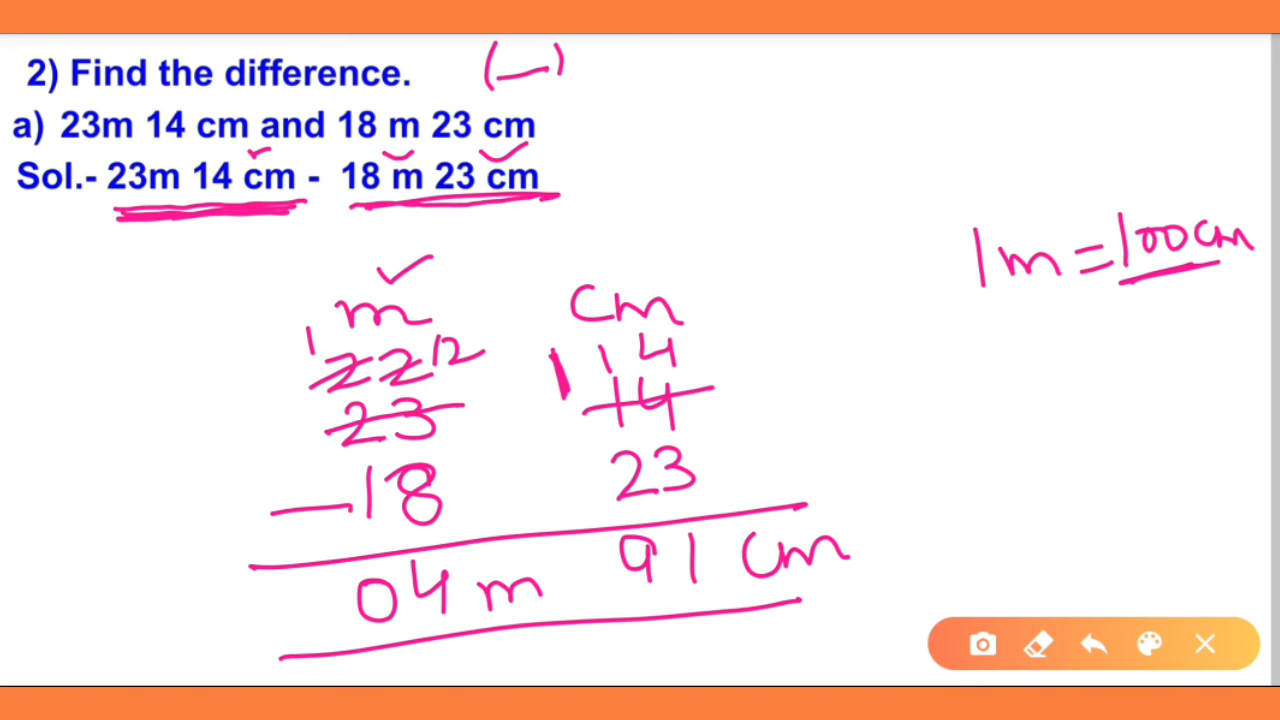 2) Find the difference. (—)
a) 23m 14 cm and 18 m 23 cm
Sol.- 23m 14 cm - 18 m 23 cm
1m = 100cm
m cm
1 22 12 1 14
23 14
— 18 23
04 m 91 cm